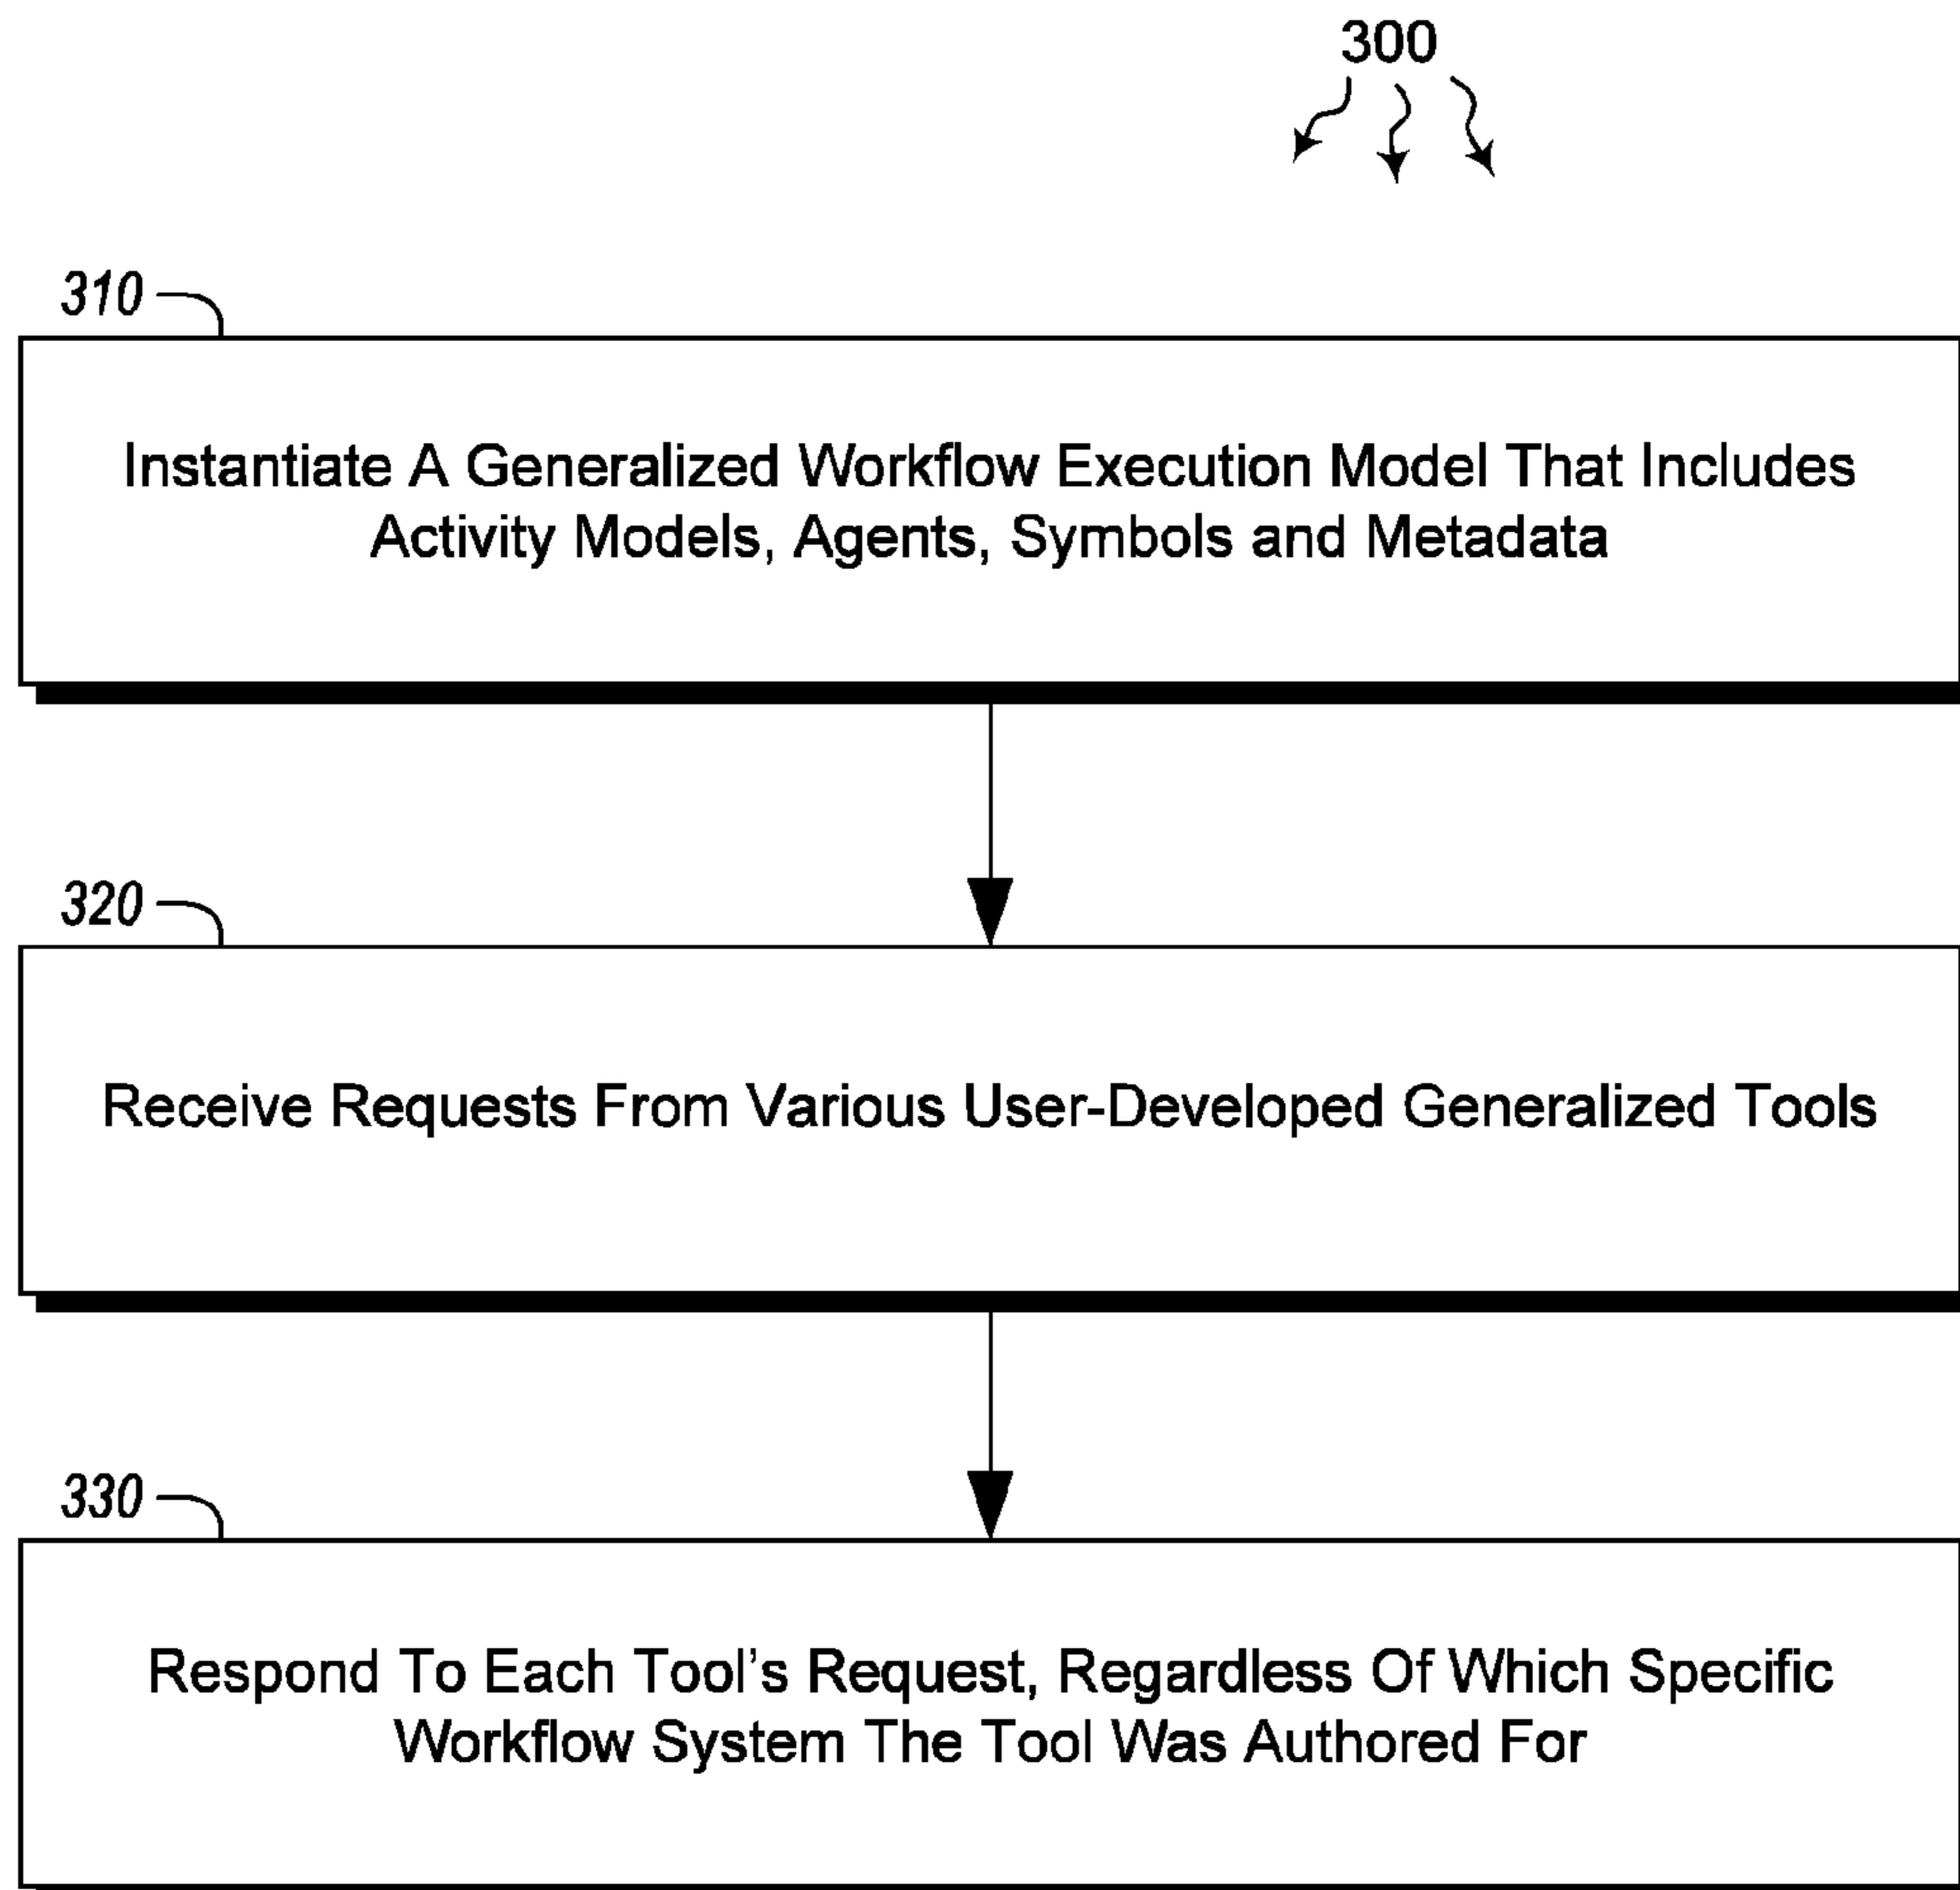 300
310
Instantiate A Generalized Workflow Execution Model That Includes
Activity Models, Agents, Symbols and Metadata
320
Receive Requests From Various User-Developed Generalized Tools
330
Respond To Each Tool's Request, Regardless Of Which Specific
Workflow System The Tool Was Authored For